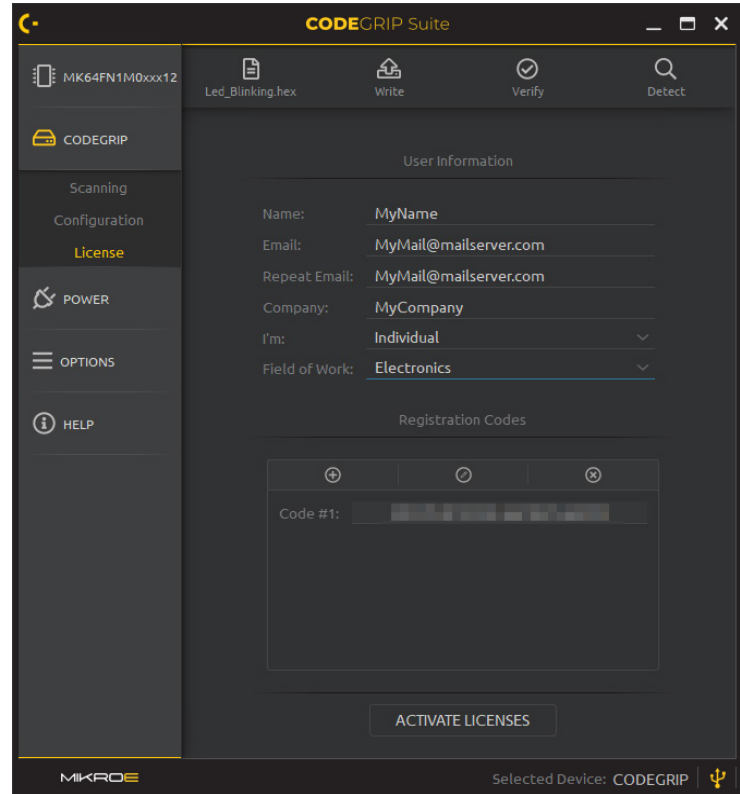 CODEGRIP Suite
MK64FN1M0xxx12
Led_Blinking.hex
Write
Verify
Detect
CODEGRIP
Scanning
Configuration
License
POWER
OPTIONS
HELP
User Information
Name: MyName
Email: MyMail@mailserver.com
Repeat Email: MyMail@mailserver.com
Company: MyCompany
I'm: Individual
Field of Work: Electronics
Registration Codes
Code #1:
ACTIVATE LICENSES
MIKROE
Selected Device: CODEGRIP